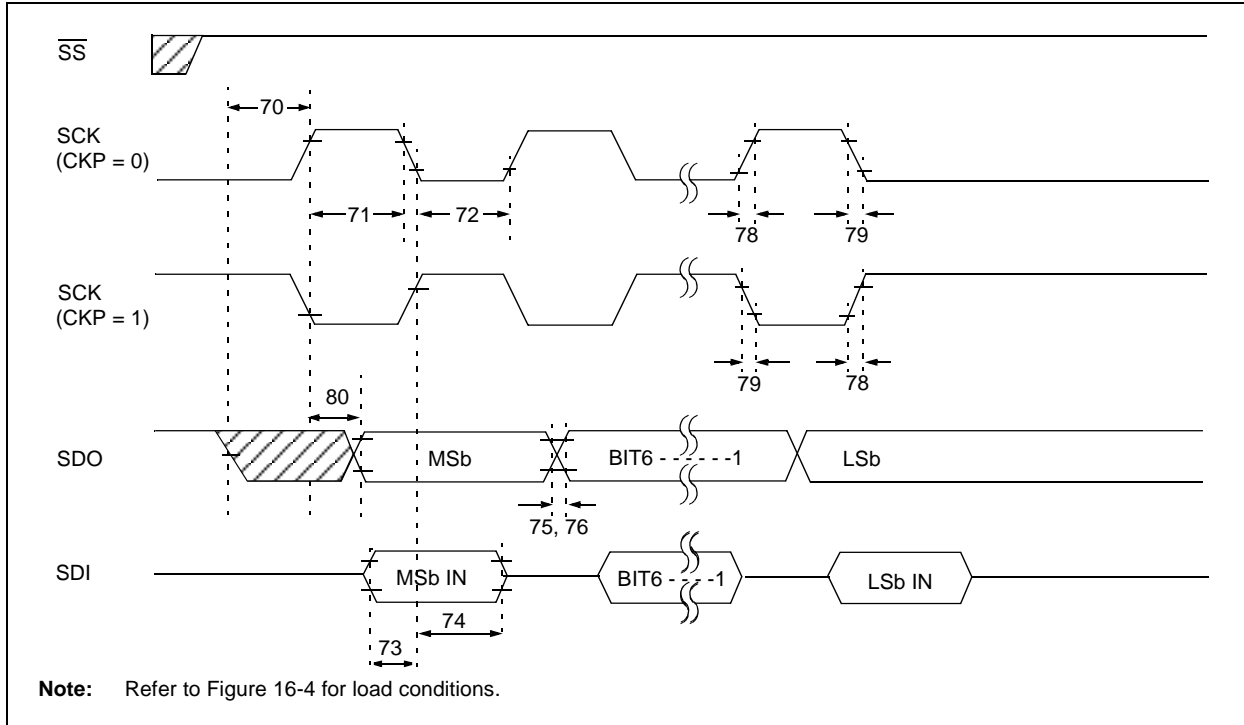 SS
70
SCK
(CKP = 0)
71
72
78
79
SCK
(CKP = 1)
79
78
80
SDO
MSb
BIT6 - - - - - -1
LSb
75, 76
SDI
MSb IN
BIT6 - - - - -1
LSb IN
74
73
Note: Refer to Figure 16-4 for load conditions.